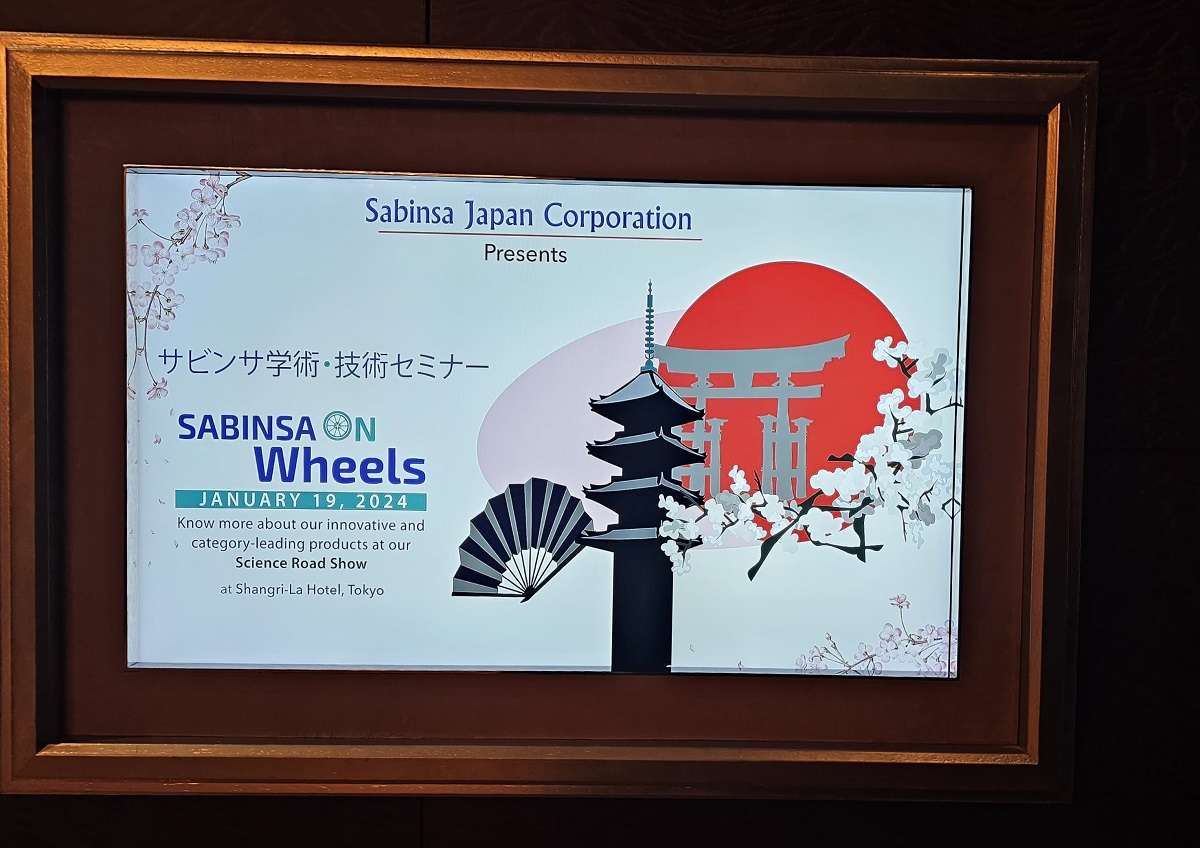 Sabinsa Japan Corporation
Presents
サビンサ学術・技術セミナー
SABINSA ON
Wheels
JANUARY 19, 2024
Know more about our innovative and
category-leading products at our
Science Road Show
at Shangri-La Hotel, Tokyo